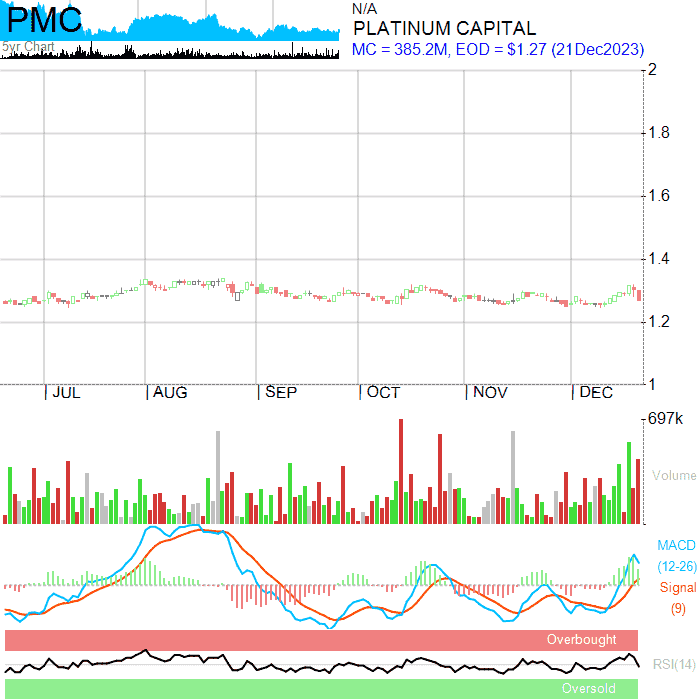 PMC
5yr Chart
N/A
PLATINUM CAPITAL
MC = 385.2M, EOD = $1.27 (21Dec2023)
2
1.8
1.6
1.4
1.2
1
JUL
AUG
SEP
OCT
NOV
DEC
697k
Volume
MACD
(12-26)
Signal
(9)
Overbought
RSI(14)
Oversold